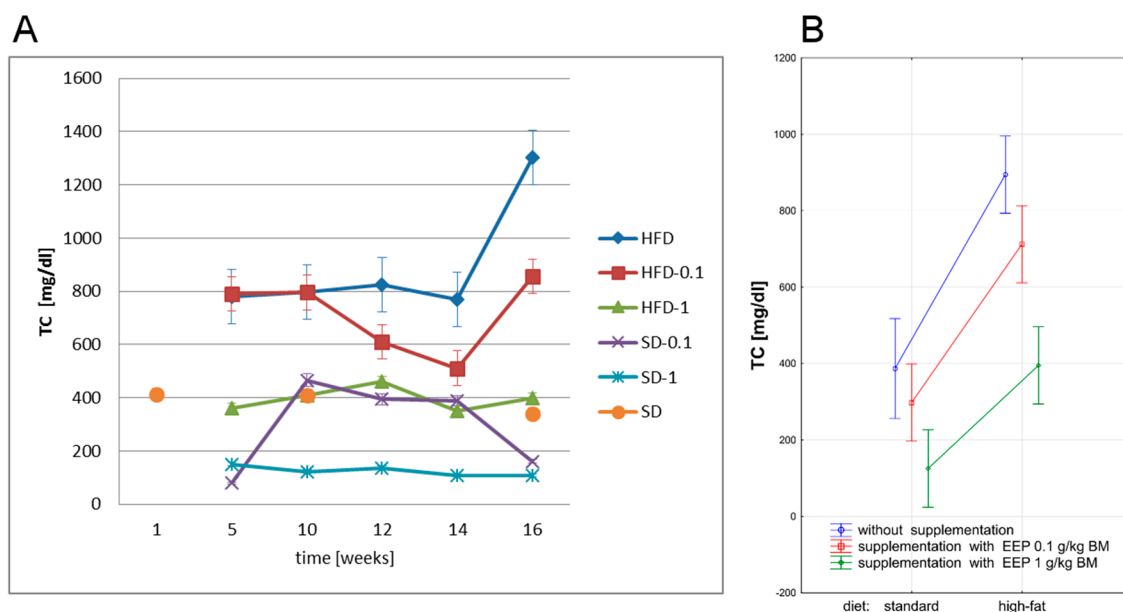 A
1600
1400
1200
1000
800
600
400
200
0
TC [mg/dl]
1 5 10 12 14 16
time [weeks]
HFD
HFD-0.1
HFD-1
SD-0.1
SD-1
SD
B
1200
1000
800
600
400
200
0
-200
TC [mg/dl]
without supplementation
supplementation with EEP 0.1 g/kg BM
supplementation with EEP 1 g/kg BM
diet: standard high-fat